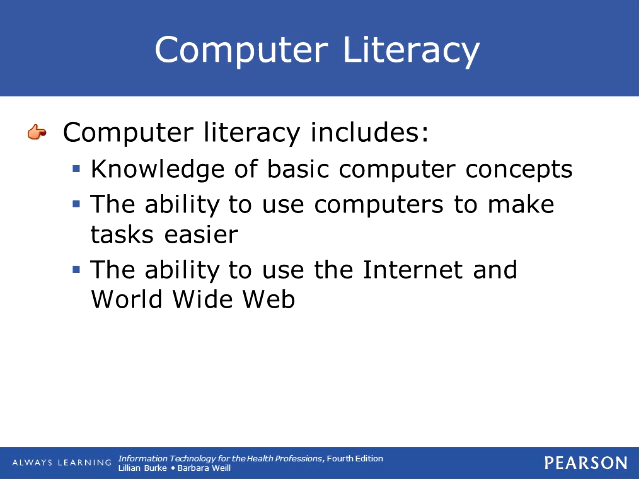 Computer Literacy
Computer literacy includes:
▪ Knowledge of basic computer concepts
▪ The ability to use computers to make
tasks easier
▪ The ability to use the Internet and
World Wide Web
ALWAYS LEARNING
Information Technology for the Health Professions, Fourth Edition
Lillian Burke ♦ Barbara Weill
PEARSON